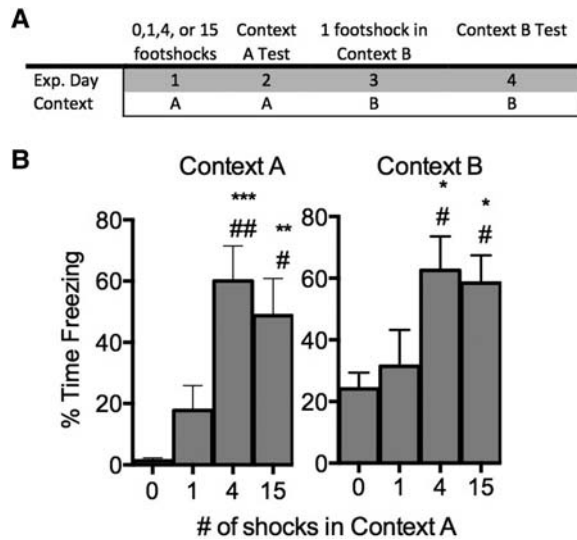 A
0,1,4, or 15 footshocks Context A Test 1 footshock in Context B Context B Test
Exp. Day 1 2 3 4
Context A A B B
B
Context A Context B
*** ** * *
## # # #
% Time Freezing
80 80
60 60
40 40
20 20
0 0
0 1 4 15 0 1 4 15
# of shocks in Context A